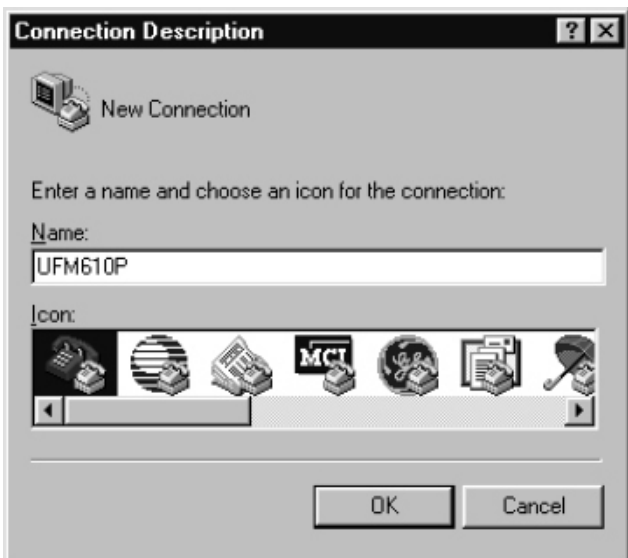 Connection Description
New Connection
Enter a name and choose an icon for the connection:
Name:
UFM610P
Icon:
MCI
OK Cancel